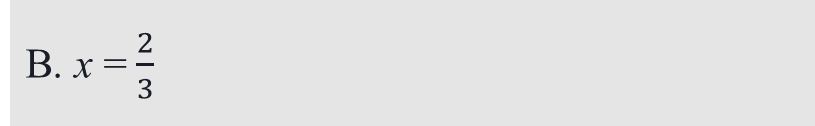 B. x = 2/3